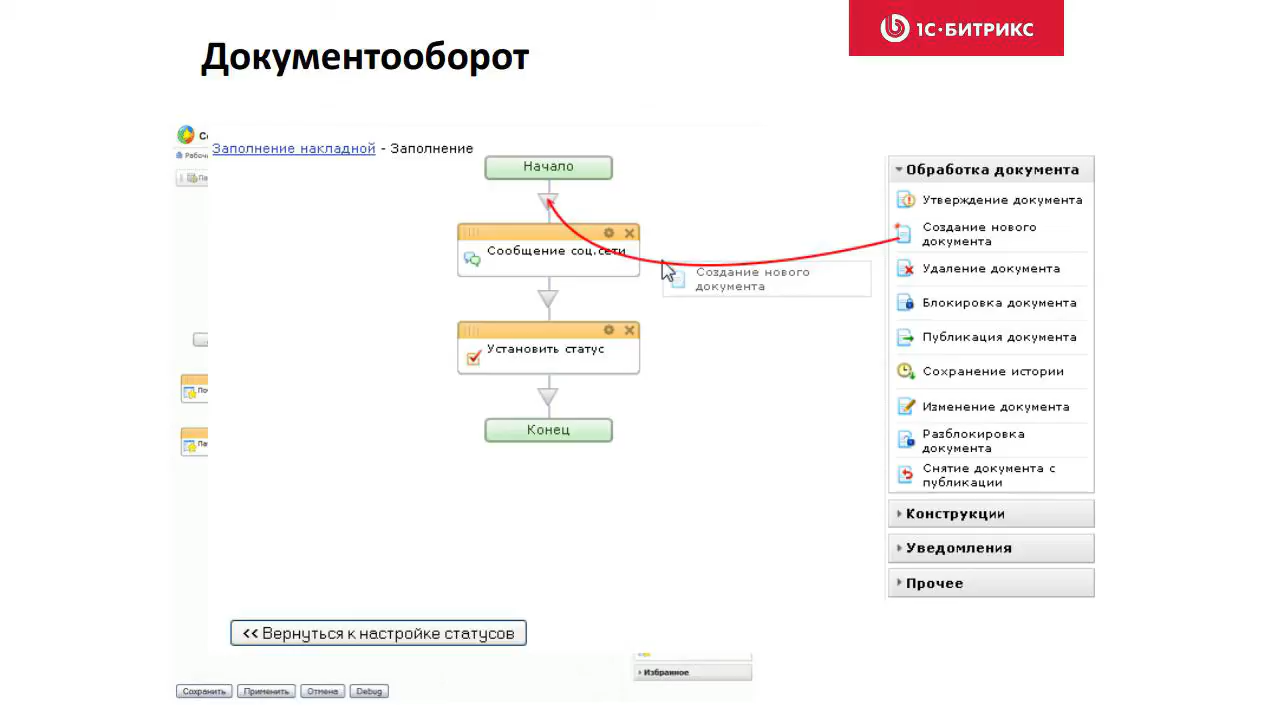 Документооборот
1С·БИТРИКС
Заполнение накладной - Заполнение
Начало
Сообщение соц.сети
Создание нового
документа
Установить статус
Конец
<< Вернуться к настройке статусов
Обработка документа
Утверждение документа
Создание нового
документа
Удаление документа
Блокировка документа
Публикация документа
Сохранение истории
Изменение документа
Разблокировка
документа
Снятие документа с
публикации
Конструкции
Уведомления
Прочее
Избранное
Сохранить
Применить
Отмена
Debug